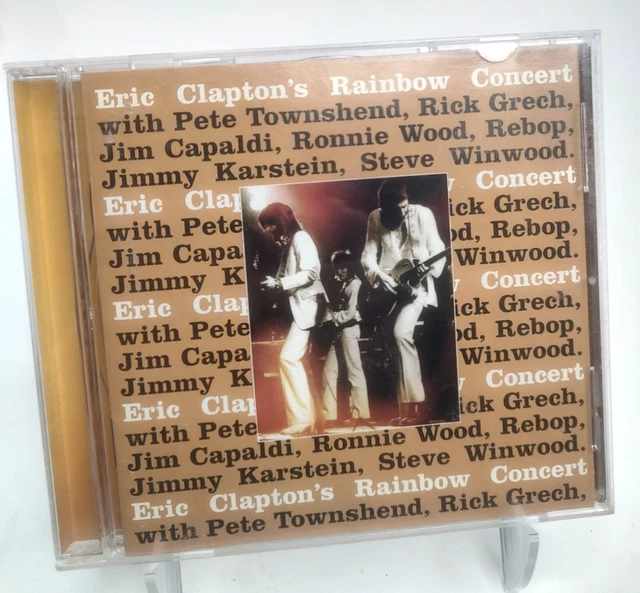 Eric Clapton's Rainbow Concert
with Pete Townshend, Rick Grech,
Jim Capaldi, Ronnie Wood, Rebop,
Jimmy Karstein, Steve Winwood.
Eric Clap Concert
with Pete ick Grech,
Jim Capa od, Rebop,
Jimmy K Winwood.
Eric Clap Concert
with Pete ick Grech,
Jim Capa d, Rebop,
Jimmy K Winwood.
Eric Clap Concert
with Pete ick Grech,
Jim Capaldi, Ronnie Wood, Rebop,
Jimmy Karstein, Steve Winwood.
Eric Clapton's Rainbow Concert
with Pete Townshend, Rick Grech,